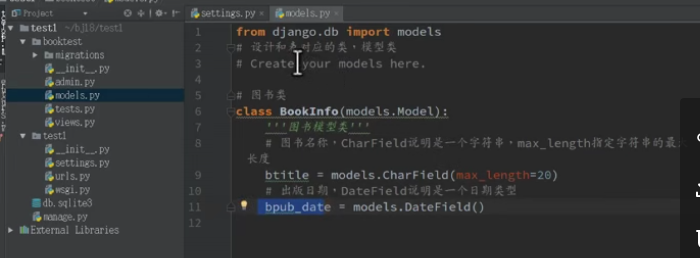 Project
test1 ~/bj18/test1
booktest
migrations
__init__.py
admin.py
models.py
tests.py
views.py
test1
__init__.py
settings.py
urls.py
wsgi.py
db.sqlite3
manage.py
External Libraries
settings.py × models.py ×
1 from django.db import models
2 # 设计和表对应的类，模型类
3 # Create your models here.
4
5 # 图书类
6 class BookInfo(models.Model):
7 '''图书模型类'''
8 # 图书名称，CharField说明是一个字符串，max_length指定字符串的最大
长度
9 btitle = models.CharField(max_length=20)
10 # 出版日期，DateField说明是一个日期类型
11 bpub_date = models.DateField()
12